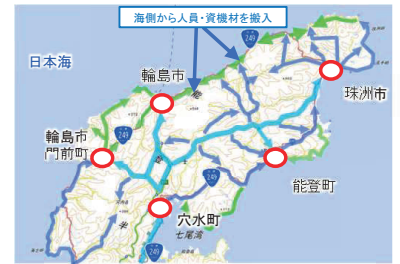 海側から人員・資機材を搬入
日本海
輪島市
珠洲市
249
輪島市
門前町
249
能登町
穴水町
七尾湾
249